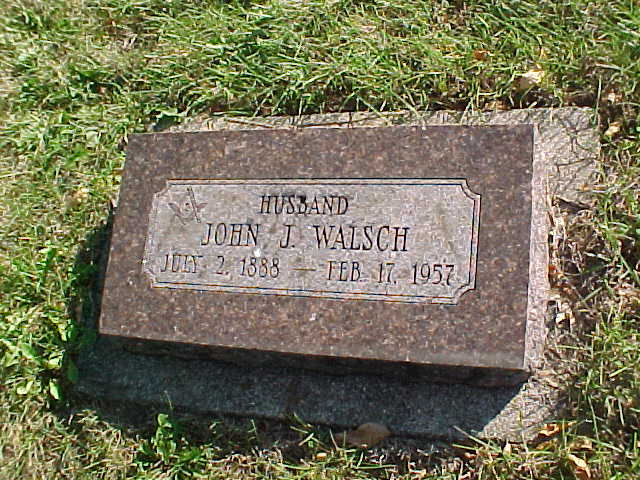 HUSBAND
JOHN J. WALSCH
JULY 2, 1888 — FEB. 17, 1957